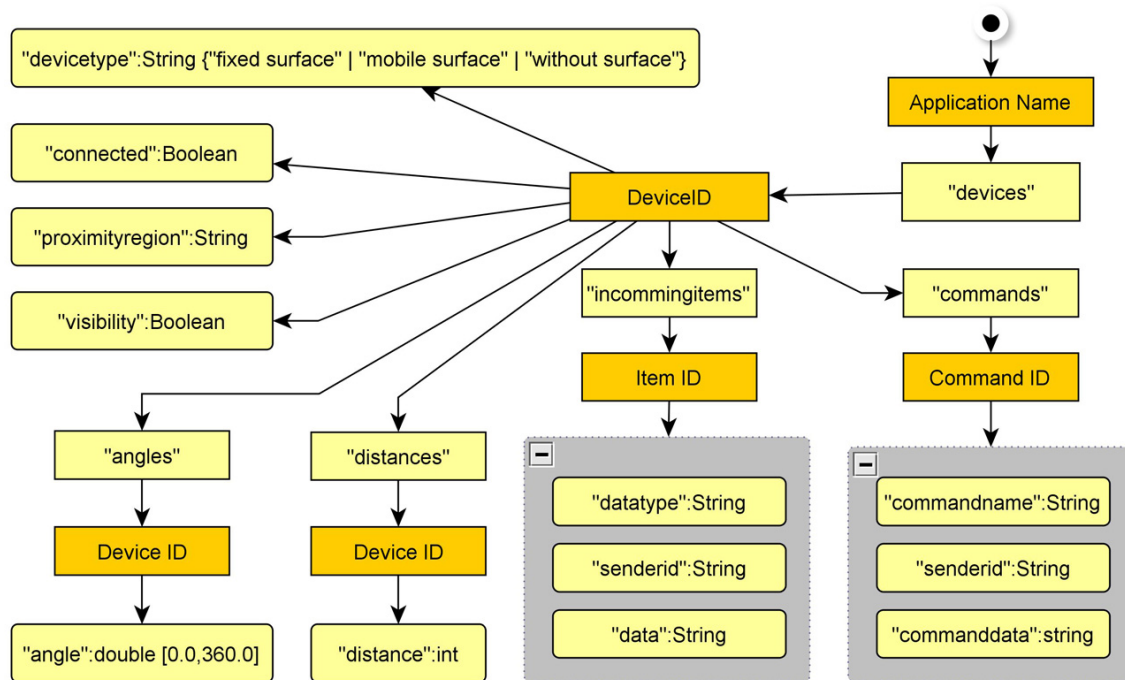 "devicetype":String {"fixed surface" | "mobile surface" | "without surface"}
Application Name
"connected":Boolean
"devices"
DeviceID
"proximityregion":String
"incommingitems"
"commands"
"visibility":Boolean
Item ID
Command ID
"angles"
"distances"
"datatype":String
"commandname":String
Device ID
Device ID
"senderid":String
"senderid":String
"angle":double [0.0,360.0]
"distance":int
"data":String
"commanddata":string